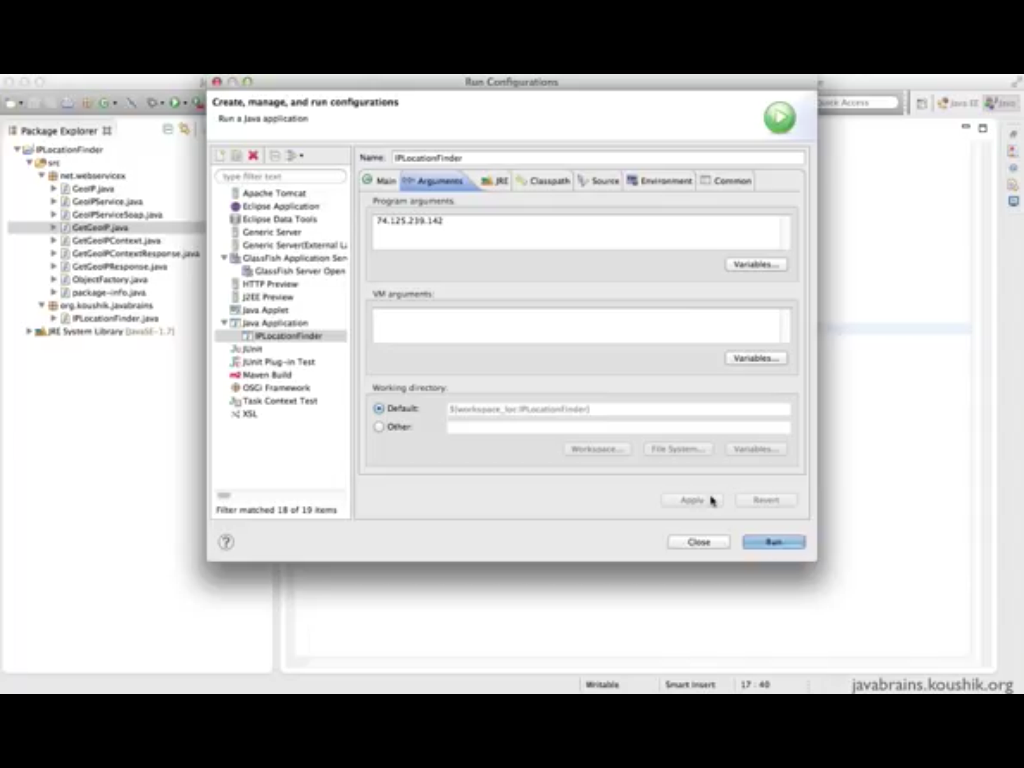 Run Configurations
Create, manage, and run configurations
Run a Java application
Quick Access
Java EE
Java
Package Explorer
IPLocationFinder
src
net.webservicex
GeoIP.java
GeoIPService.java
GeoIPServiceSoap.java
GetGeoIP.java
GetGeoIPContext.java
GetGeoIPContextResponse.java
GetGeoIPResponse.java
ObjectFactory.java
package-info.java
org.koushik.javabrains
IPLocationFinder.java
JRE System Library [JavaSE-1.7]
type filter text
Apache Tomcat
Eclipse Application
Eclipse Data Tools
Generic Server
Generic Server(External La
GlassFish Application Serv
GlassFish Server Open
HTTP Preview
J2EE Preview
Java Applet
Java Application
IPLocationFinder
JUnit
JUnit Plug-in Test
Maven Build
OSGi Framework
Task Context Test
XSL
Filter matched 18 of 19 items
Name: IPLocationFinder
Main
Arguments
JRE
Classpath
Source
Environment
Common
Program arguments:
74.125.239.142
Variables...
VM arguments:
Variables...
Working directory:
Default: ${workspace_loc:IPLocationFinder}
Other:
Workspace... File System... Variables...
Apply Revert
Close Run
Writable Smart Insert 17 : 40
javabrains.koushik.org